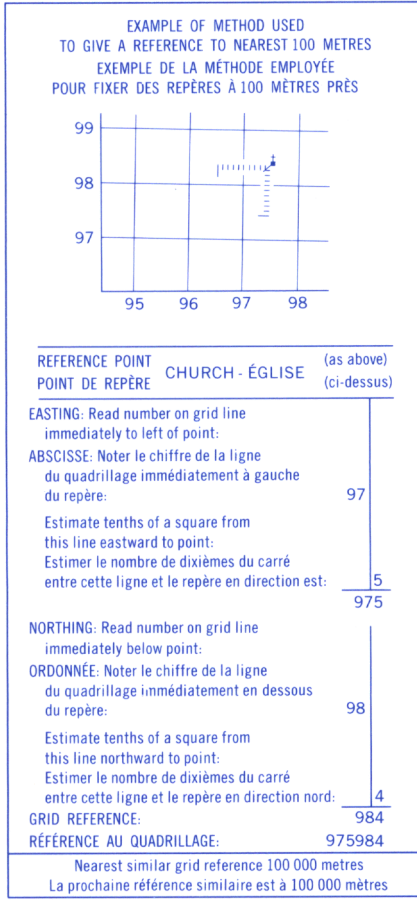 EXAMPLE OF METHOD USED
TO GIVE A REFERENCE TO NEAREST 100 METRES
EXEMPLE DE LA MÉTHODE EMPLOYÉE
POUR FIXER DES REPÈRES À 100 MÈTRES PRÈS
99
98
97
95 96 97 98
REFERENCE POINT
POINT DE REPÈRE
CHURCH - ÉGLISE
(as above)
(ci-dessus)
EASTING: Read number on grid line
immediately to left of point:
ABSCISSE: Noter le chiffre de la ligne
du quadrillage immédiatement à gauche
du repère: 97
Estimate tenths of a square from
this line eastward to point:
Estimer le nombre de dixièmes du carré
entre cette ligne et le repère en direction est: 5
975
NORTHING: Read number on grid line
immediately below point:
ORDONNÉE: Noter le chiffre de la ligne
du quadrillage immédiatement en dessous
du repère: 98
Estimate tenths of a square from
this line northward to point:
Estimer le nombre de dixièmes du carré
entre cette ligne et le repère en direction nord: 4
GRID REFERENCE: 984
RÉFÉRENCE AU QUADRILLAGE: 975984
Nearest similar grid reference 100 000 metres
La prochaine référence similaire est à 100 000 mètres